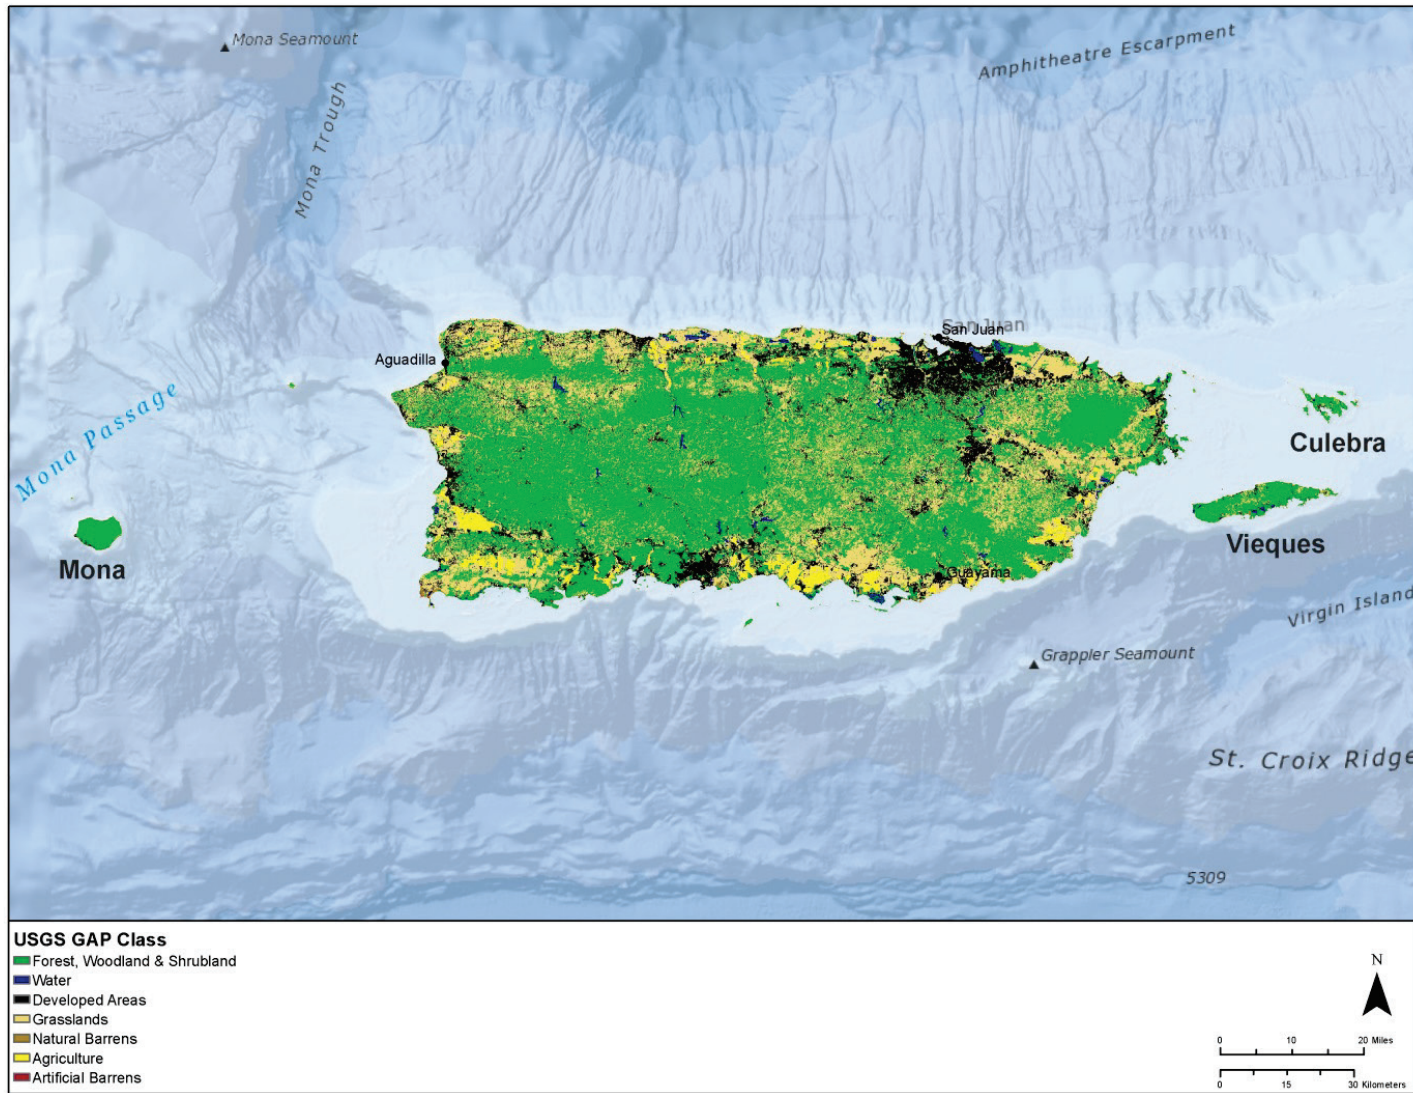 Mona Seamount
Amphitheatre Escarpment
Mona Trough
San Juan
San Juan
Aguadilla
Mona Passage
Culebra
Vieques
Mona
Guayama
Virgin Island
Grappler Seamount
St. Croix Ridge
5309
USGS GAP Class
Forest, Woodland & Shrubland
Water
Developed Areas
Grasslands
Natural Barrens
Agriculture
Artificial Barrens
N
0 10 20 Miles
0 15 30 Kilometers